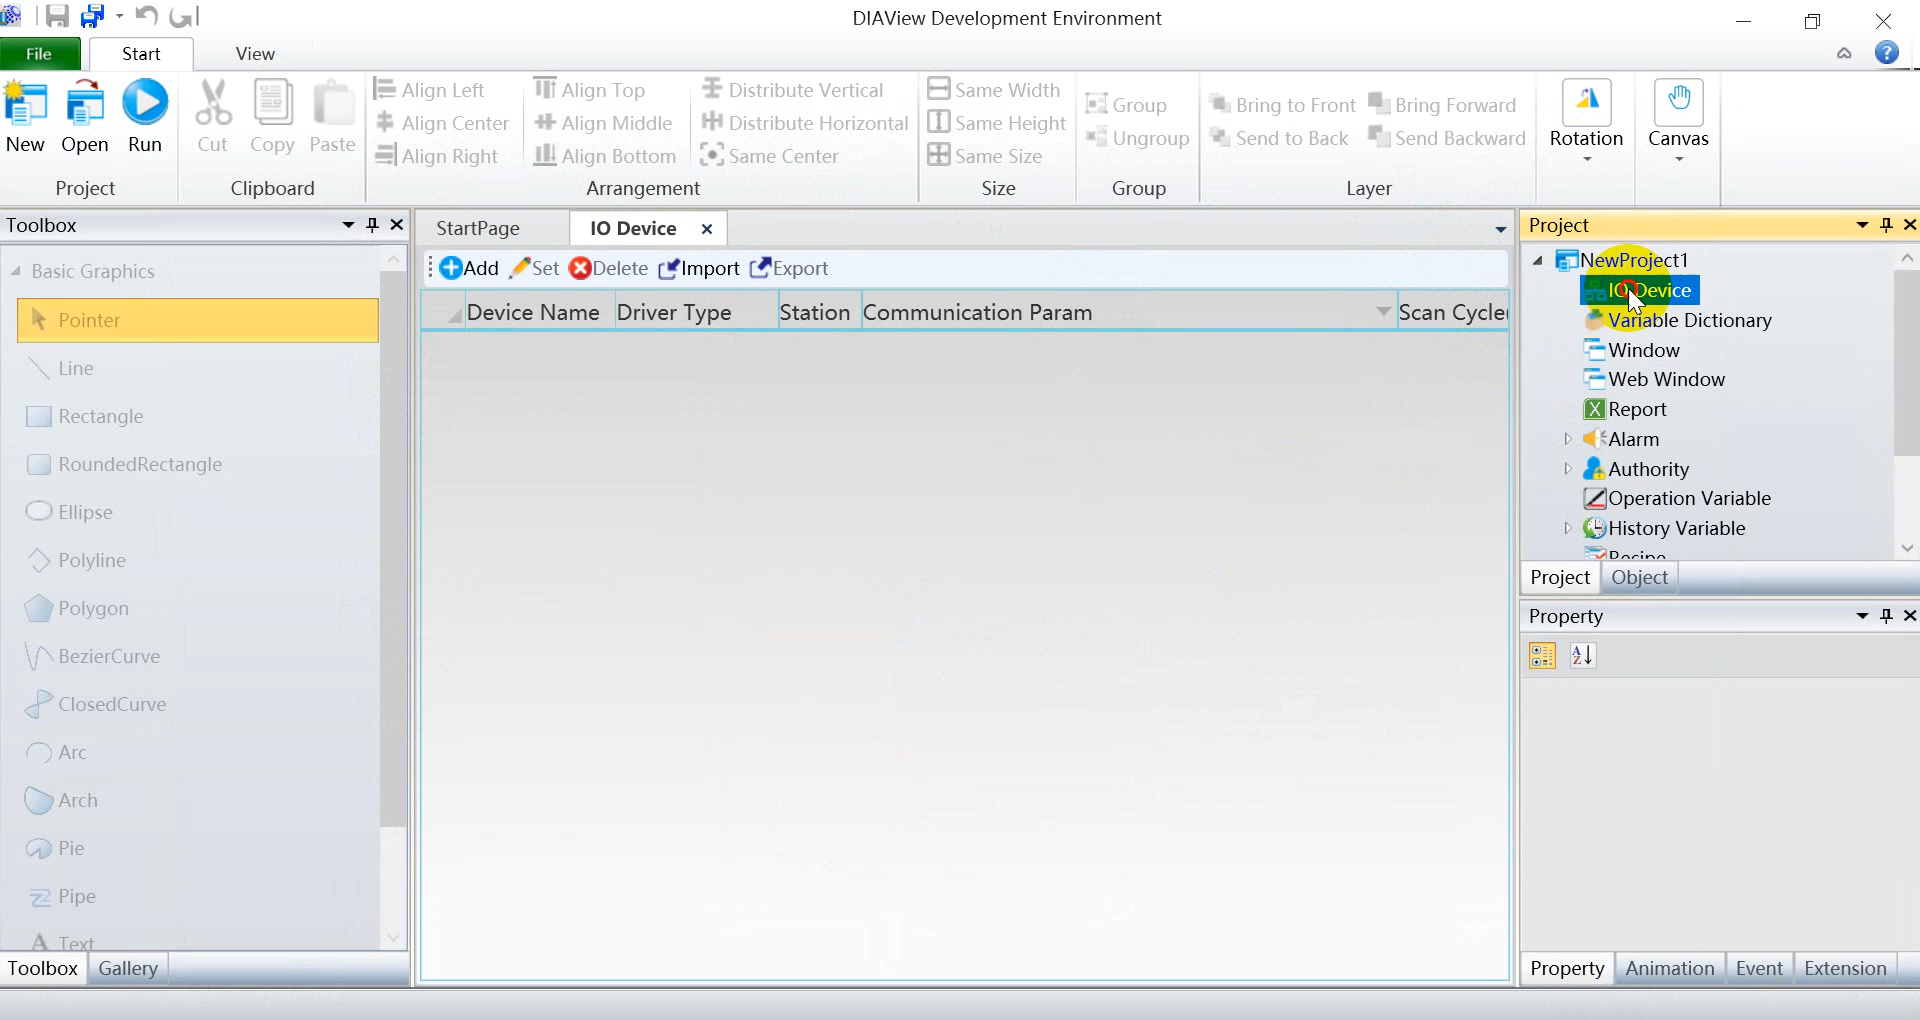 DIAView Development Environment
File Start View
New Open Run
Project
Cut Copy Paste
Clipboard
Align Left Align Top Distribute Vertical
Align Center Align Middle Distribute Horizontal
Align Right Align Bottom Same Center
Arrangement
Same Width
Same Height
Same Size
Size
Group
Ungroup
Group
Bring to Front Bring Forward
Send to Back Send Backward
Layer
Rotation
Canvas
Toolbox
Basic Graphics
Pointer
Line
Rectangle
RoundedRectangle
Ellipse
Polyline
Polygon
BezierCurve
ClosedCurve
Arc
Arch
Pie
Pipe
Text
Toolbox Gallery
StartPage IO Device
Add Set Delete Import Export
Device Name Driver Type Station Communication Param Scan Cycle
Project
NewProject1
IO Device
Variable Dictionary
Window
Web Window
Report
Alarm
Authority
Operation Variable
History Variable
Recipe
Project Object
Property
Property Animation Event Extension